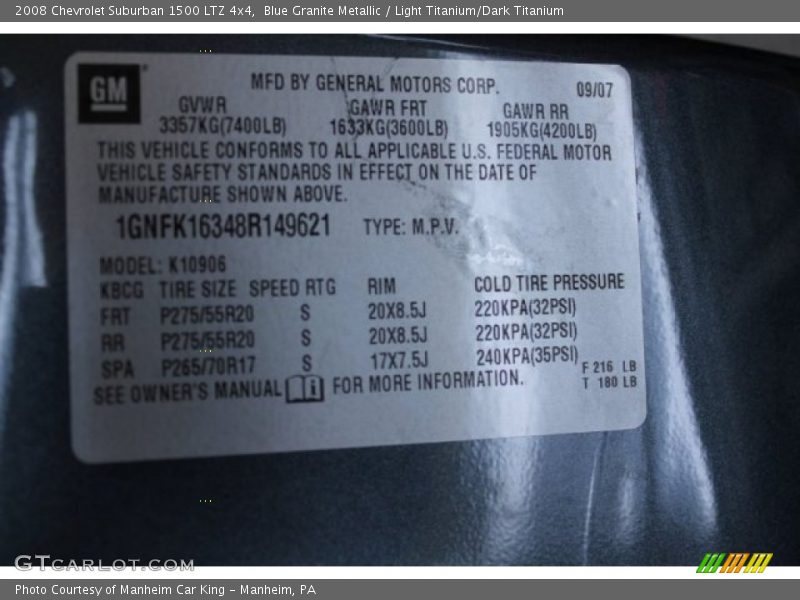 2008 Chevrolet Suburban 1500 LTZ 4x4, Blue Granite Metallic / Light Titanium/Dark Titanium
GM
MFD BY GENERAL MOTORS CORP. 09/07
GVWR GAWR FRT GAWR RR
3357KG(7400LB) 1633KG(3600LB) 1905KG(4200LB)
THIS VEHICLE CONFORMS TO ALL APPLICABLE U.S. FEDERAL MOTOR
VEHICLE SAFETY STANDARDS IN EFFECT ON THE DATE OF
MANUFACTURE SHOWN ABOVE.
1GNFK16348R149621 TYPE: M.P.V.
MODEL: K10906
KBCG TIRE SIZE SPEED RTG RIM COLD TIRE PRESSURE
FRT P275/55R20 S 20X8.5J 220KPA(32PSI)
RR P275/55R20 S 20X8.5J 220KPA(32PSI)
SPA P265/70R17 S 17X7.5J 240KPA(35PSI)
SEE OWNER'S MANUAL i FOR MORE INFORMATION.
F 216 LB
T 180 LB
GTCARLOT.COM
Photo Courtesy of Manheim Car King - Manheim, PA